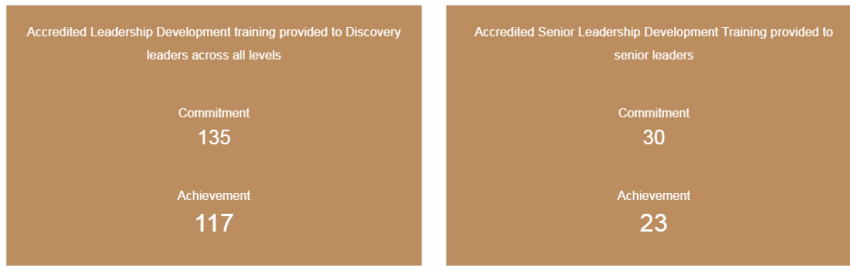 Accredited Leadership Development training provided to Discovery
leaders across all levels
Commitment
135
Achievement
117
Accredited Senior Leadership Development Training provided to
senior leaders
Commitment
30
Achievement
23